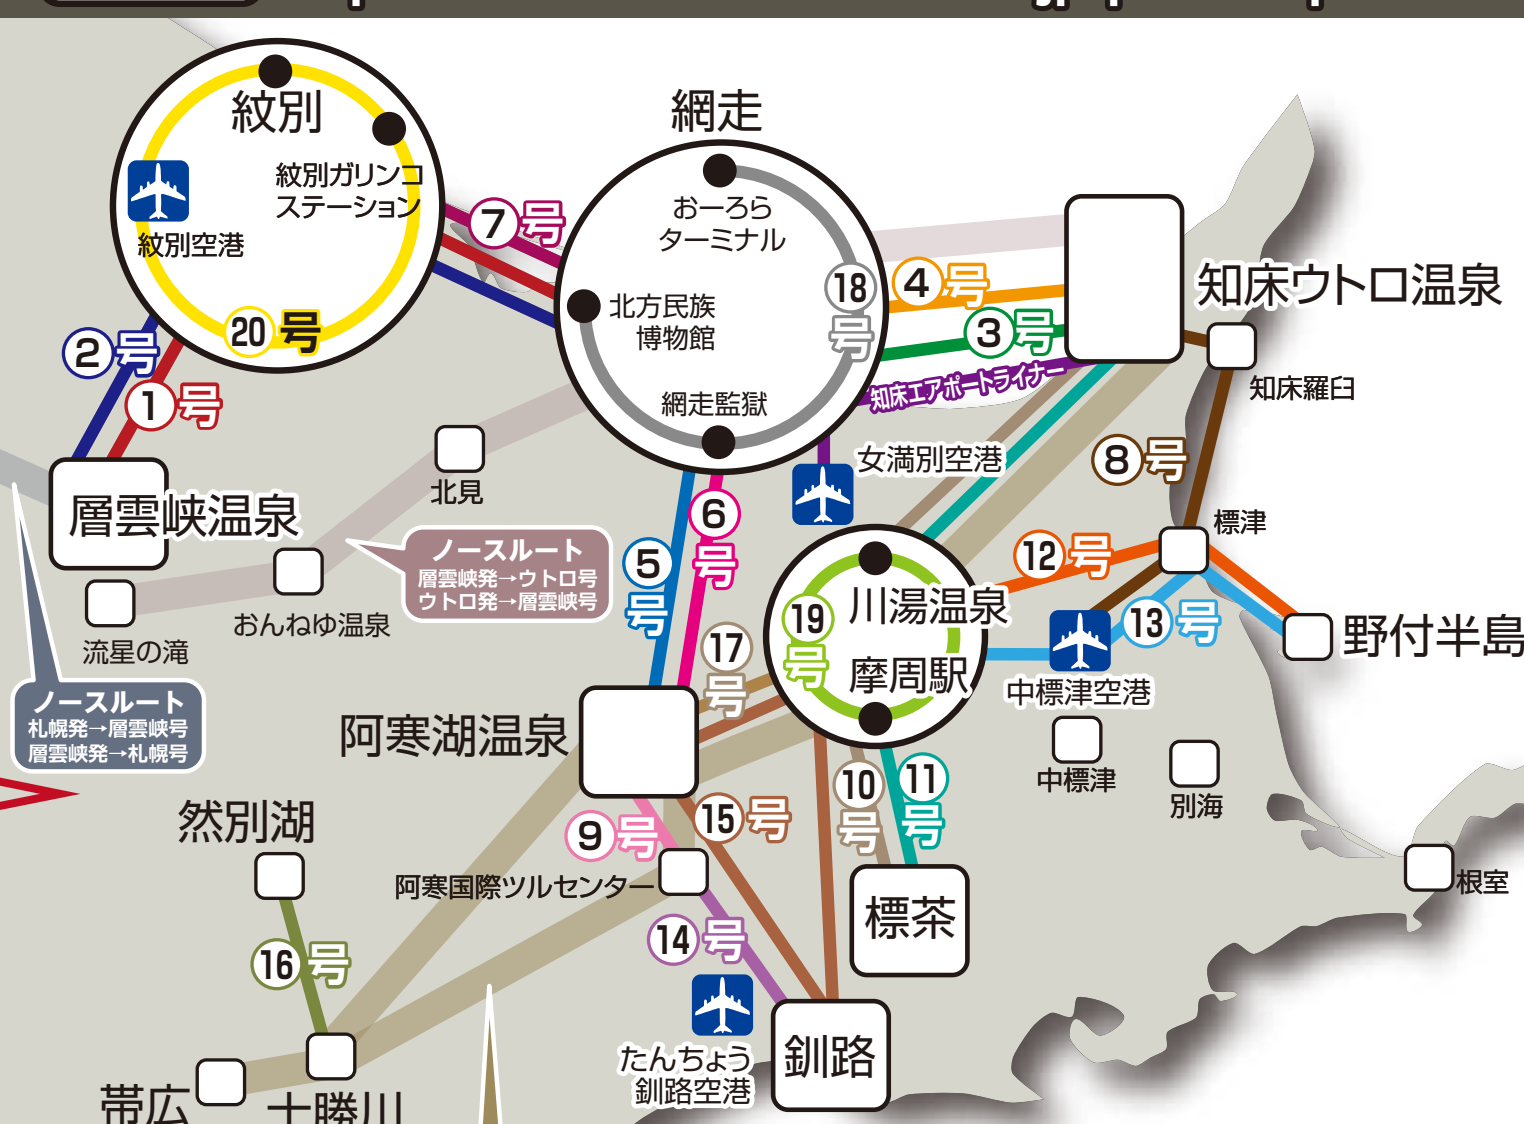 紋別
紋別ガリンコ
ステーション
紋別空港
20号
7号
2号
1号
網走
おーろら
ターミナル
北方民族
博物館
網走監獄
18
号
4号
3号
知床エアポートライナー
知床ウトロ温泉
知床羅臼
8号
女満別空港
標津
層雲峡温泉
北見
ノースルート
層雲峡発→ウトロ号
ウトロ発→層雲峡号
おんねゆ温泉
流星の滝
ノースルート
札幌発→層雲峡号
層雲峡発→札幌号
5
号
6
号
12号
13号
野付半島
19
号
川湯温泉
摩周駅
17
号
中標津空港
中標津
別海
阿寒湖温泉
10
号
11
号
9号
15号
然別湖
阿寒国際ツルセンター
根室
標茶
14号
16号
たんちょう
釧路空港
釧路
帯広
十勝川